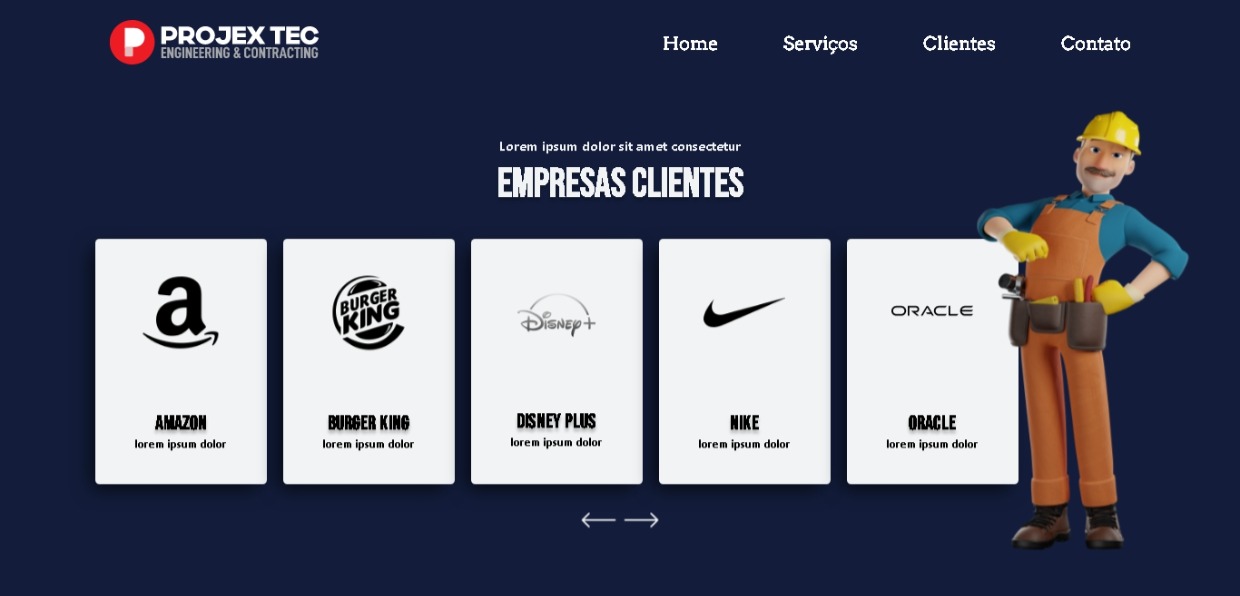 PROJEX TEC
ENGINEERING & CONTRACTING
Home Serviços Clientes Contato
Lorem ipsum dolor sit amet consectetur
EMPRESAS CLIENTES
a
BURGER
KING
Disney+
ORACLE
AMAZON
lorem ipsum dolor
BURGER KING
lorem ipsum dolor
DISNEY PLUS
lorem ipsum dolor
NIKE
lorem ipsum dolor
ORACLE
lorem ipsum dolor